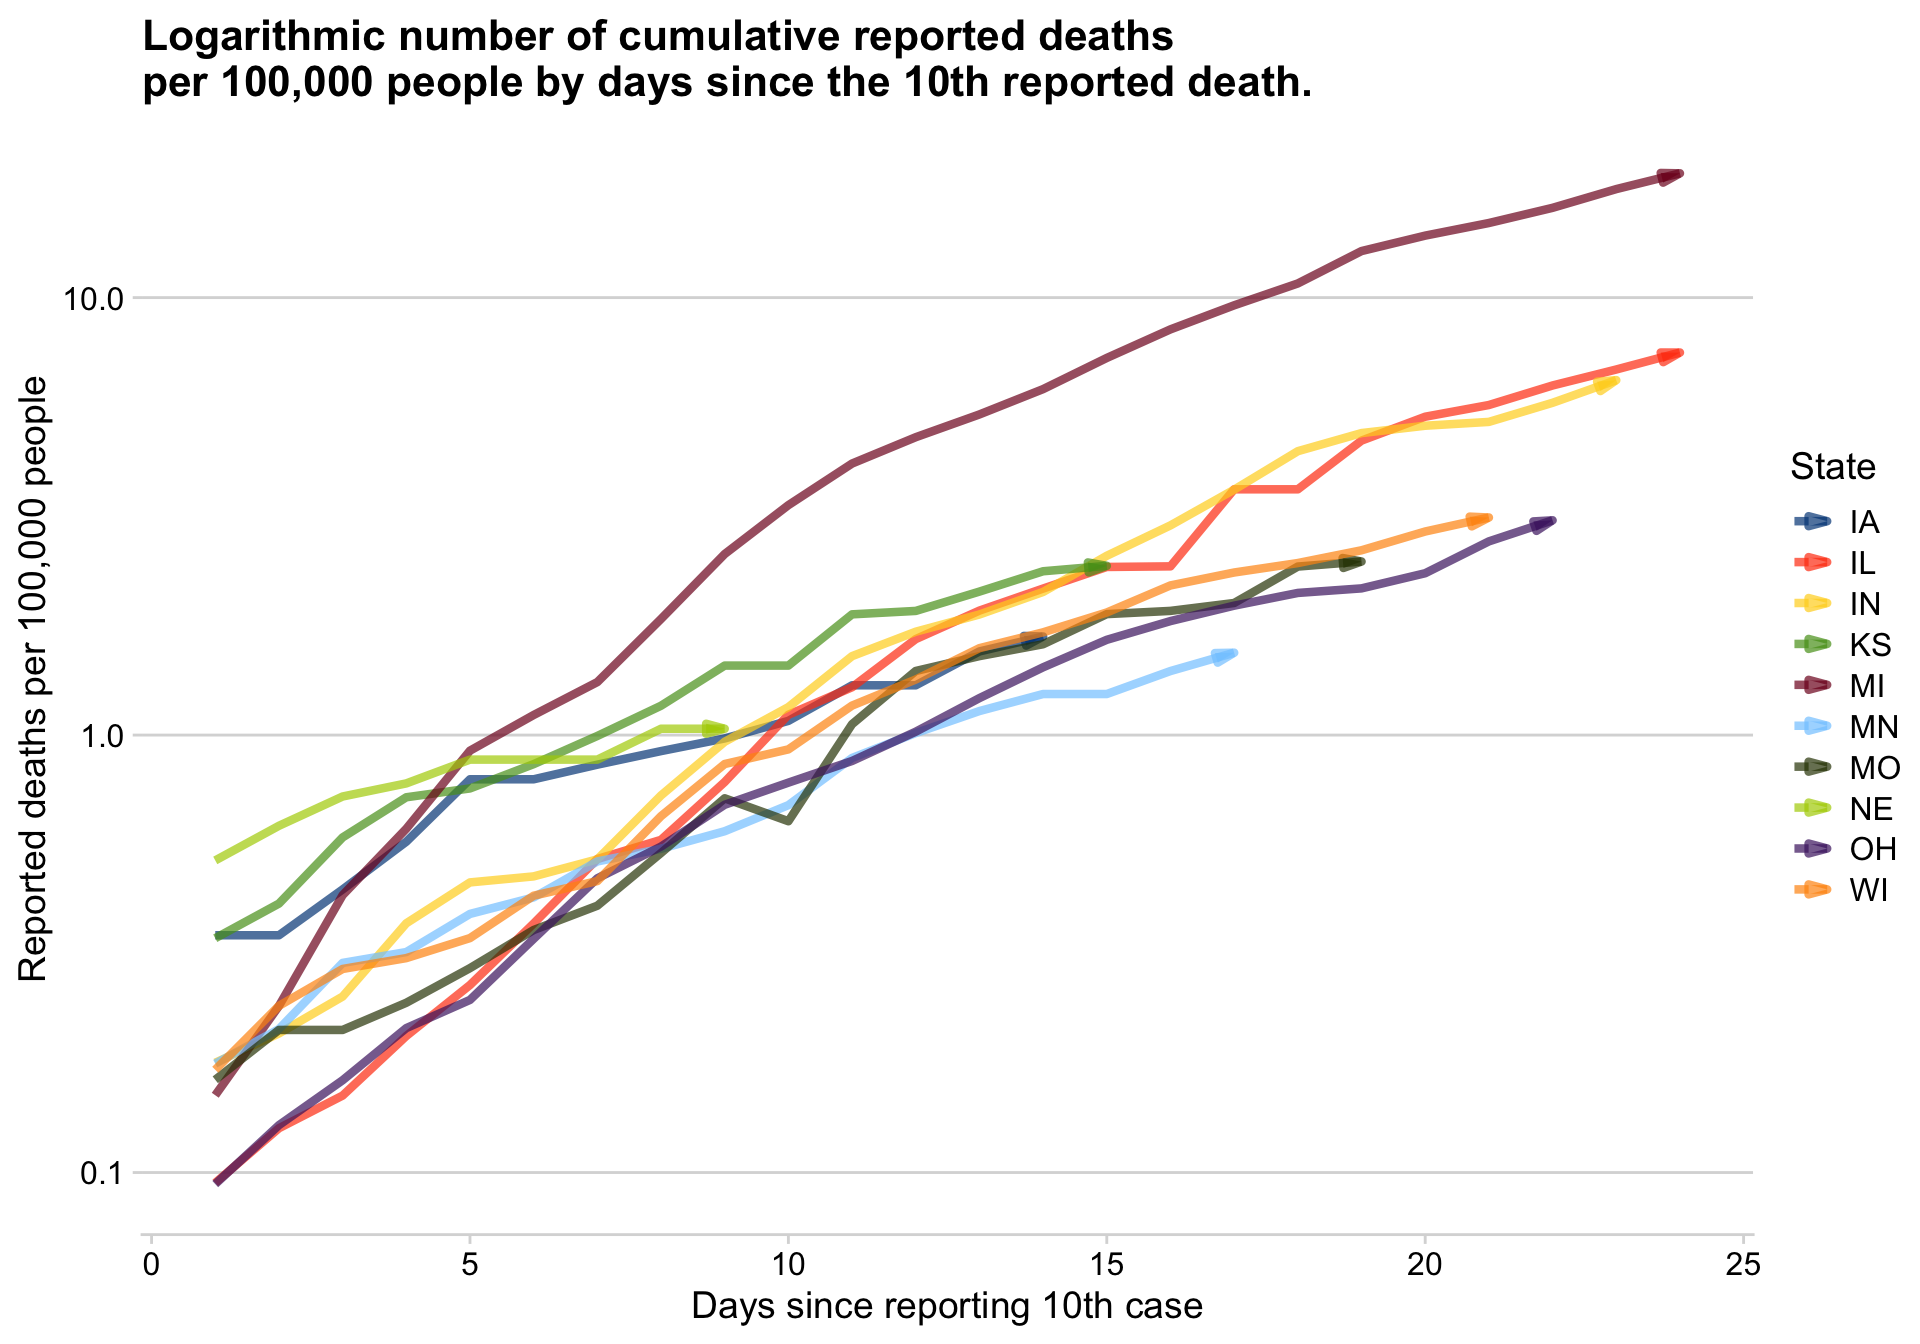 Logarithmic number of cumulative reported deaths
per 100,000 people by days since the 10th reported death.
Reported deaths per 100,000 people
10.0
1.0
0.1
0 5 10 15 20 25
Days since reporting 10th case
State
IA
IL
IN
KS
MI
MN
MO
NE
OH
WI